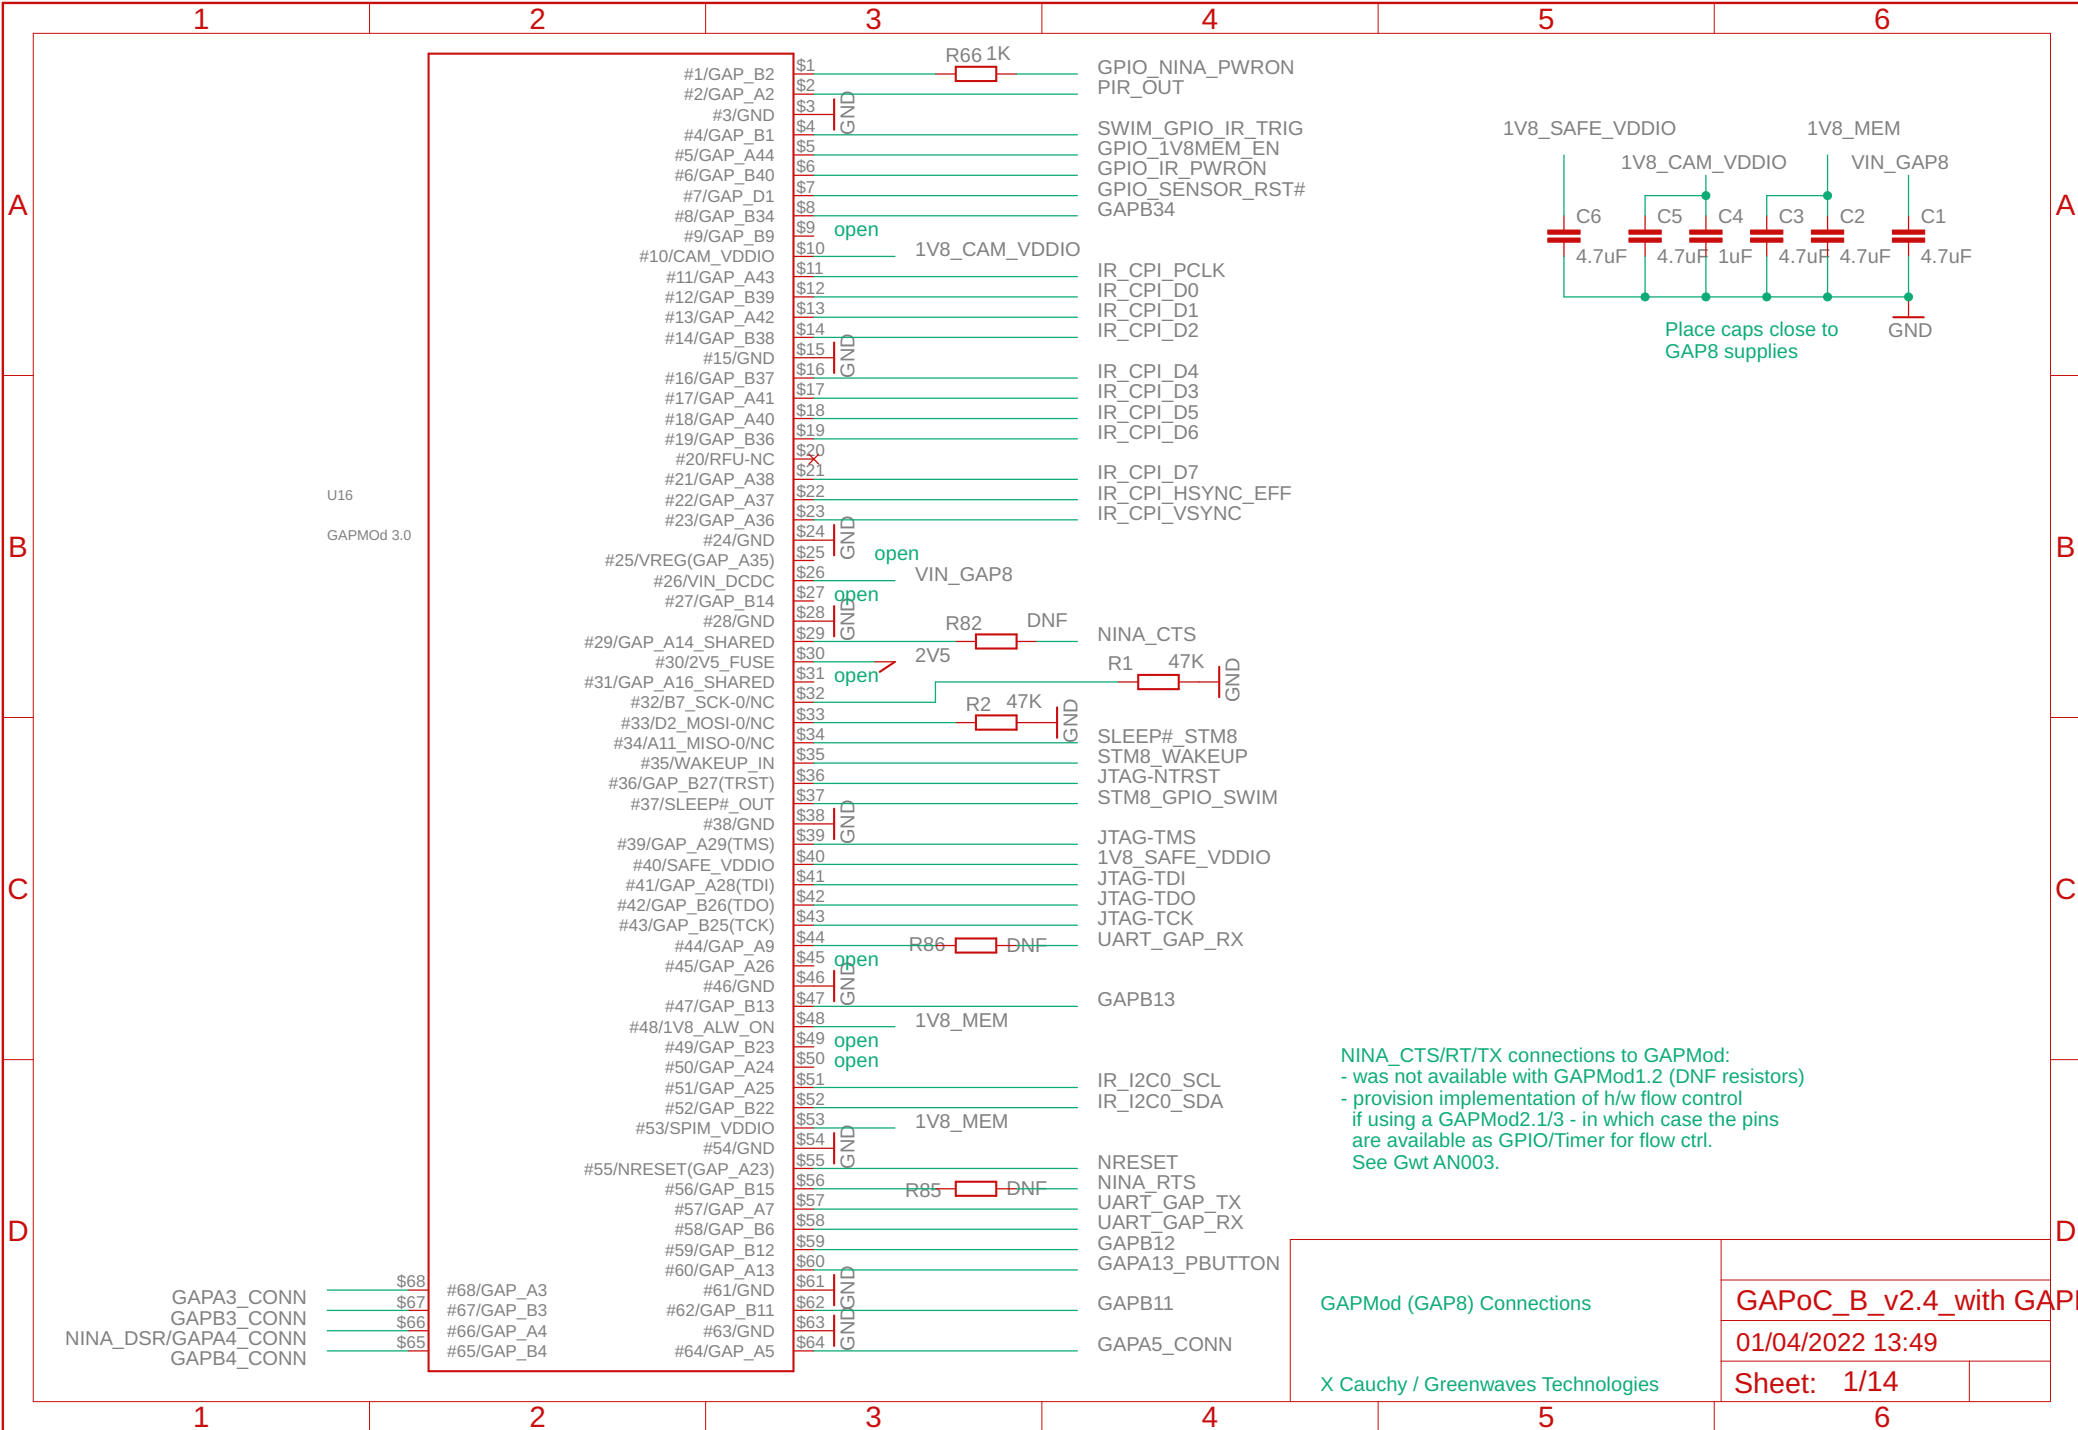 1 2 3 4 5 6
A
B
C
D
A
B
C
D
U16
GAPMOd 3.0
#1/GAP_B2 $1 R66 1K GPIO_NINA_PWRON
#2/GAP_A2 $2 PIR_OUT
#3/GND $3 GND
#4/GAP_B1 $4 SWIM_GPIO_IR_TRIG
#5/GAP_A44 $5 GPIO_1V8MEM_EN
#6/GAP_B40 $6 GPIO_IR_PWRON
#7/GAP_D1 $7 GPIO_SENSOR_RST#
#8/GAP_B34 $8 GAPB34
#9/GAP_B9 $9 open
#10/CAM_VDDIO $10 1V8_CAM_VDDIO
#11/GAP_A43 $11 IR_CPI_PCLK
#12/GAP_B39 $12 IR_CPI_D0
#13/GAP_A42 $13 IR_CPI_D1
#14/GAP_B38 $14 IR_CPI_D2
#15/GND $15 GND
#16/GAP_B37 $16 IR_CPI_D4
#17/GAP_A41 $17 IR_CPI_D3
#18/GAP_A40 $18 IR_CPI_D5
#19/GAP_B36 $19 IR_CPI_D6
#20/RFU-NC $20
#21/GAP_A38 $21 IR_CPI_D7
#22/GAP_A37 $22 IR_CPI_HSYNC_EFF
#23/GAP_A36 $23 IR_CPI_VSYNC
#24/GND $24 GND
#25/VREG(GAP_A35) $25 open
#26/VIN_DCDC $26 VIN_GAP8
#27/GAP_B14 $27 open
#28/GND $28 GND
#29/GAP_A14_SHARED $29 R82 DNF NINA_CTS
#30/2V5_FUSE $30 2V5
#31/GAP_A16_SHARED $31 open
#32/B7_SCK-0/NC $32 R1 47K GND
#33/D2_MOSI-0/NC $33 R2 47K GND
#34/A11_MISO-0/NC $34 SLEEP#_STM8
#35/WAKEUP_IN $35 STM8_WAKEUP
#36/GAP_B27(TRST) $36 JTAG-NTRST
#37/SLEEP#_OUT $37 STM8_GPIO_SWIM
#38/GND $38 GND
#39/GAP_A29(TMS) $39 JTAG-TMS
#40/SAFE_VDDIO $40 1V8_SAFE_VDDIO
#41/GAP_A28(TDI) $41 JTAG-TDI
#42/GAP_B26(TDO) $42 JTAG-TDO
#43/GAP_B25(TCK) $43 JTAG-TCK
#44/GAP_A9 $44 R86 DNF UART_GAP_RX
#45/GAP_A26 $45 open
#46/GND $46 GND
#47/GAP_B13 $47 GAPB13
#48/1V8_ALW_ON $48 1V8_MEM
#49/GAP_B23 $49 open
#50/GAP_A24 $50 open
#51/GAP_A25 $51 IR_I2C0_SCL
#52/GAP_B22 $52 IR_I2C0_SDA
#53/SPIM_VDDIO $53 1V8_MEM
#54/GND $54 GND
#55/NRESET(GAP_A23) $55 NRESET
#56/GAP_B15 $56 R85 DNF NINA_RTS
#57/GAP_A7 $57 UART_GAP_TX
#58/GAP_B6 $58 UART_GAP_RX
#59/GAP_B12 $59 GAPB12
#60/GAP_A13 $60 GAPA13_PBUTTON
#61/GND $61 GND
#62/GAP_B11 $62 GAPB11
#63/GND $63 GND
#64/GAP_A5 $64 GAPA5_CONN
GAPA3_CONN $68 #68/GAP_A3
GAPB3_CONN $67 #67/GAP_B3
NINA_DSR/GAPA4_CONN $66 #66/GAP_A4
GAPB4_CONN $65 #65/GAP_B4
1V8_SAFE_VDDIO 1V8_MEM
1V8_CAM_VDDIO VIN_GAP8
C6 C5 C4 C3 C2 C1
4.7uF 4.7uF 1uF 4.7uF 4.7uF 4.7uF
GND
Place caps close to
GAP8 supplies
NINA_CTS/RT/TX connections to GAPMod:
- was not available with GAPMod1.2 (DNF resistors)
- provision implementation of h/w flow control
if using a GAPMod2.1/3 - in which case the pins
are available as GPIO/Timer for flow ctrl.
See Gwt AN003.
GAPMod (GAP8) Connections
X Cauchy / Greenwaves Technologies
GAPoC_B_v2.4_with
01/04/2022 13:49
Sheet: 1/14
1 2 3 4 5 6